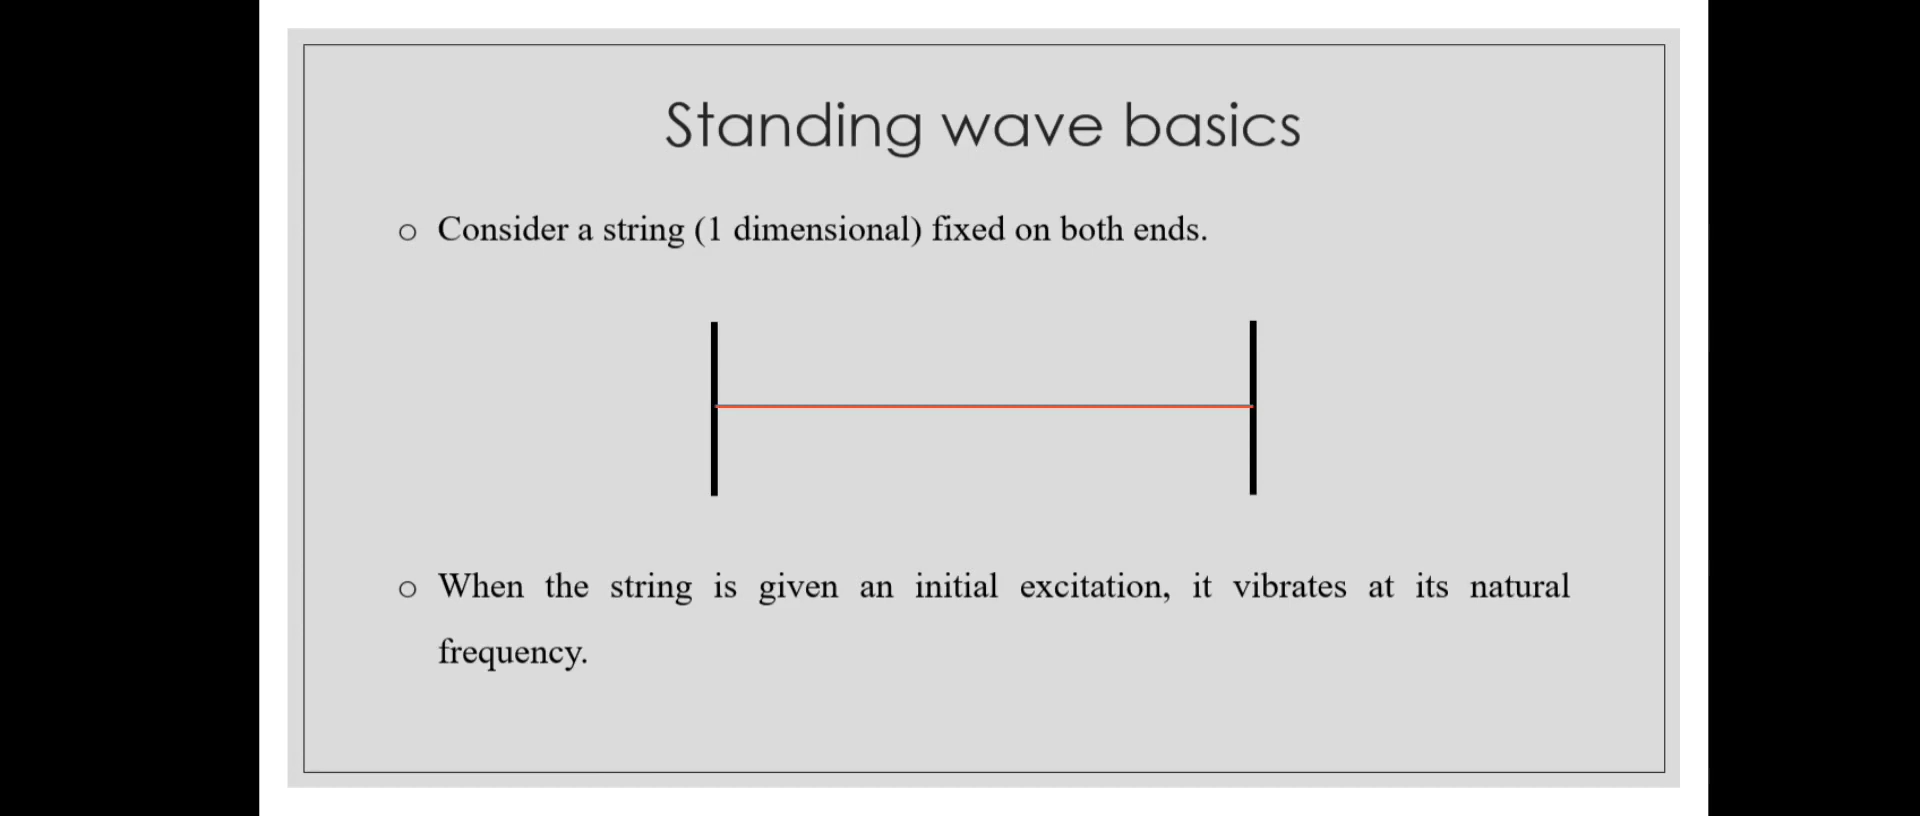 Standing wave basics
○ Consider a string (1 dimensional) fixed on both ends.
○ When the string is given an initial excitation, it vibrates at its natural
frequency.